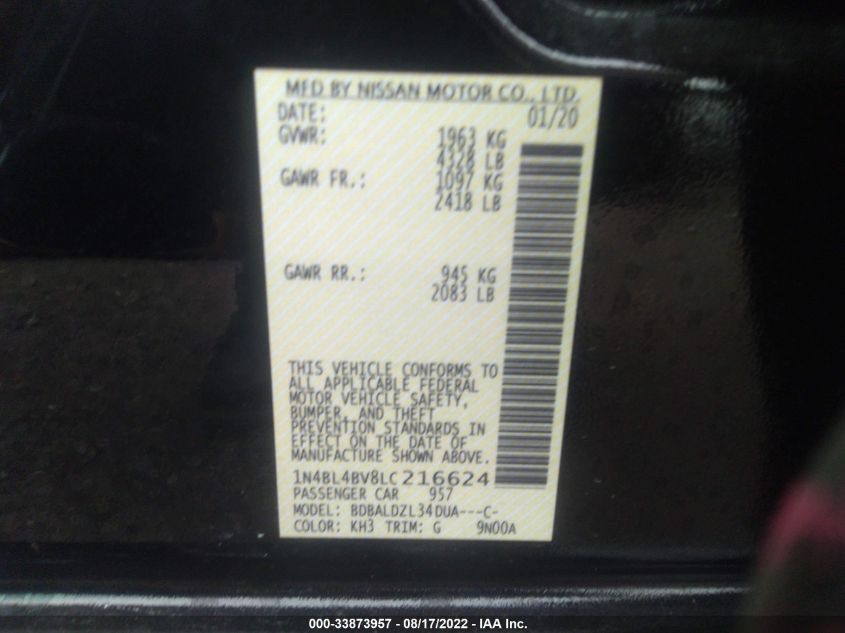 MFD BY NISSAN MOTOR CO., LTD.
DATE: 01/20
GVWR: 1963 KG
4328 LB
GAWR FR.: 1097 KG
2418 LB
GAWR RR.: 945 KG
2083 LB
THIS VEHICLE CONFORMS TO
ALL APPLICABLE FEDERAL
MOTOR VEHICLE SAFETY,
BUMPER, AND THEFT
PREVENTION STANDARDS IN
EFFECT ON THE DATE OF
MANUFACTURE SHOWN ABOVE.
1N4BL4BV8LC216624
PASSENGER CAR 957
MODEL: BDBALDZL34DUA---C-
COLOR: KH3 TRIM: G 9N00A
000-33873957 - 08/17/2022 - IAA Inc.